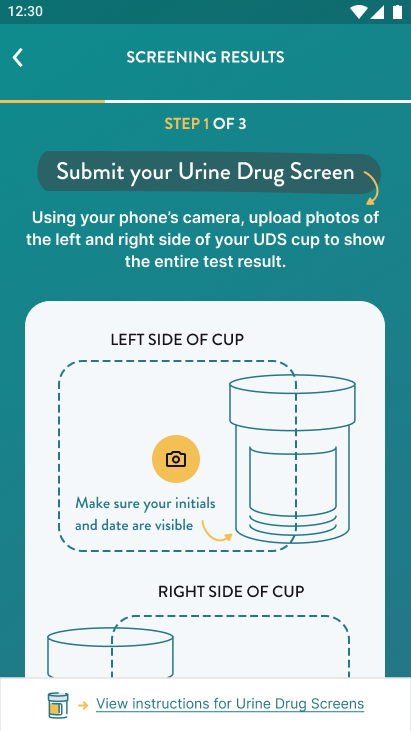 12:30
SCREENING RESULTS
STEP 1 OF 3
Submit your Urine Drug Screen
Using your phone's camera, upload photos of
the left and right side of your UDS cup to show
the entire test result.
LEFT SIDE OF CUP
Make sure your initials
and date are visible
RIGHT SIDE OF CUP
View instructions for Urine Drug Screens